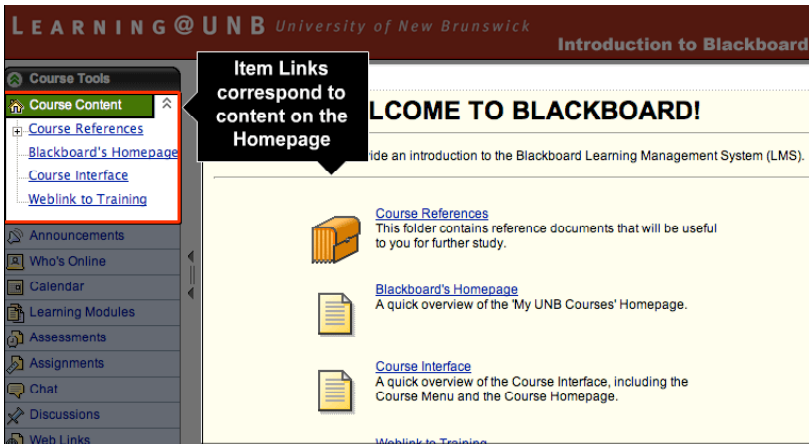 LEARNING@UNB University of New Brunswick
Introduction to Blackboard
Course Tools
Course Content
Course References
Blackboard's Homepage
Course Interface
Weblink to Training
Announcements
Who's Online
Calendar
Learning Modules
Assessments
Assignments
Chat
Discussions
Web Links
Item Links
correspond to
content on the
Homepage
LCOME TO BLACKBOARD!
ide an introduction to the Blackboard Learning Management System (LMS).
Course References
This folder contains reference documents that will be useful
to you for further study.
Blackboard's Homepage
A quick overview of the 'My UNB Courses' Homepage.
Course Interface
A quick overview of the Course Interface, including the
Course Menu and the Course Homepage.
Weblink to Training